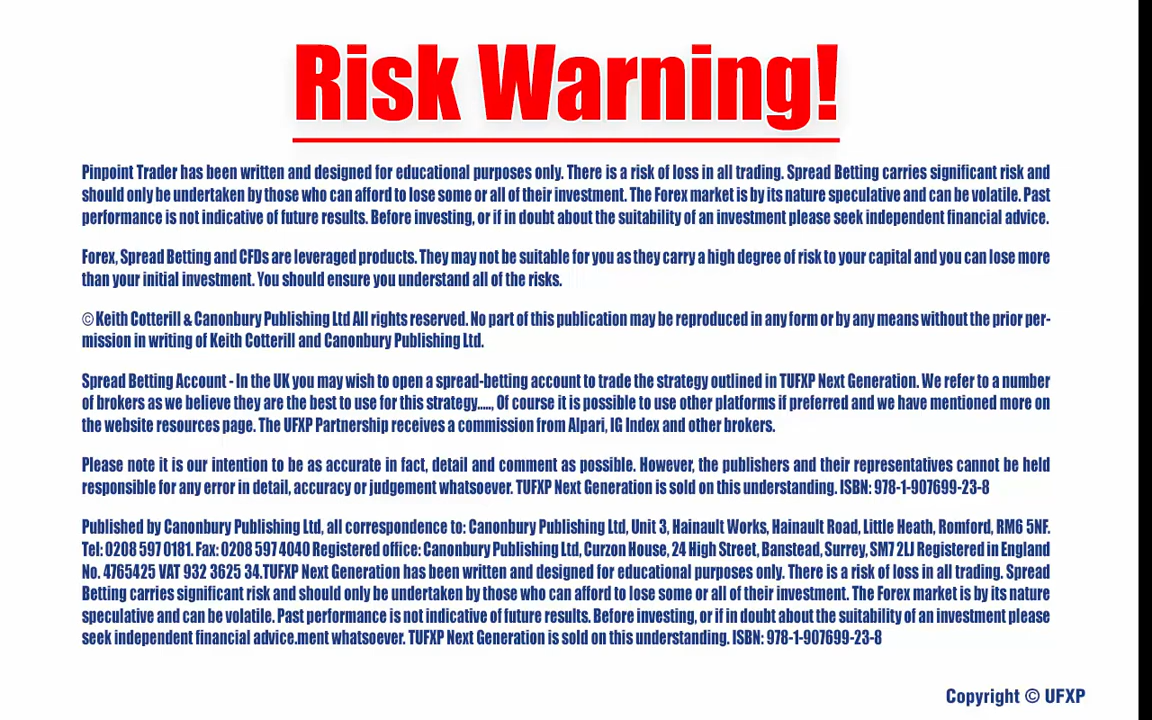 Risk Warning!
Pinpoint Trader has been written and designed for educational purposes only. There is a risk of loss in all trading. Spread Betting carries significant risk and
should only be undertaken by those who can afford to lose some or all of their investment. The Forex market is by its nature speculative and can be volatile. Past
performance is not indicative of future results. Before investing, or if in doubt about the suitability of an investment please seek independent financial advice.
Forex, Spread Betting and CFDs are leveraged products. They may not be suitable for you as they carry a high degree of risk to your capital and you can lose more
than your initial investment. You should ensure you understand all of the risks.
© Keith Cotterill & Canonbury Publishing Ltd All rights reserved. No part of this publication may be reproduced in any form or by any means without the prior per-
mission in writing of Keith Cotterill and Canonbury Publishing Ltd.
Spread Betting Account - In the UK you may wish to open a spread-betting account to trade the strategy outlined in TUFXP Next Generation. We refer to a number
of brokers as we believe they are the best to use for this strategy....., Of course it is possible to use other platforms if preferred and we have mentioned more on
the website resources page. The UFXP Partnership receives a commission from Alpari, IG Index and other brokers.
Please note it is our intention to be as accurate in fact, detail and comment as possible. However, the publishers and their representatives cannot be held
responsible for any error in detail, accuracy or judgement whatsoever. TUFXP Next Generation is sold on this understanding. ISBN: 978-1-907699-23-8
Published by Canonbury Publishing Ltd, all correspondence to: Canonbury Publishing Ltd, Unit 3, Hainault Works, Hainault Road, Little Heath, Romford, RM6 5NF.
Tel: 0208 597 0181. Fax: 0208 597 4040 Registered office: Canonbury Publishing Ltd, Curzon House, 24 High Street, Banstead, Surrey, SM7 2LJ Registered in England
No. 4765425 VAT 932 3625 34.TUFXP Next Generation has been written and designed for educational purposes only. There is a risk of loss in all trading. Spread
Betting carries significant risk and should only be undertaken by those who can afford to lose some or all of their investment. The Forex market is by its nature
speculative and can be volatile. Past performance is not indicative of future results. Before investing, or if in doubt about the suitability of an investment please
seek independent financial advice.ment whatsoever. TUFXP Next Generation is sold on this understanding. ISBN: 978-1-907699-23-8
Copyright © UFXP